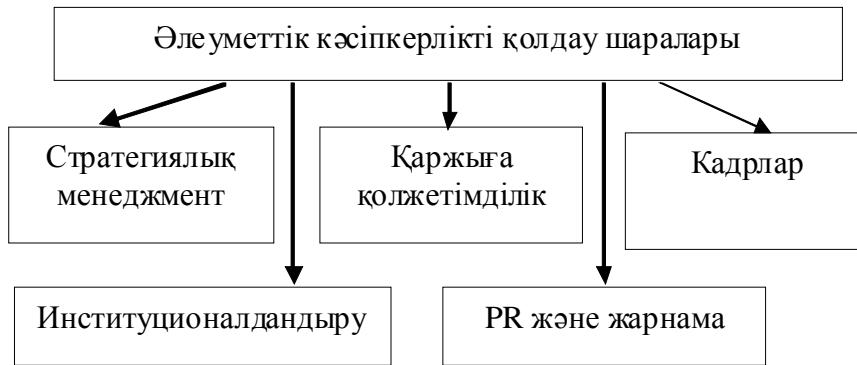 Әлеуметтік кәсіпкерлікті қолдау шаралары
Стратегиялық
менеджмент
Қаржыға
қолжетімділік
Кадрлар
Институционалдандыру
PR және жарнама